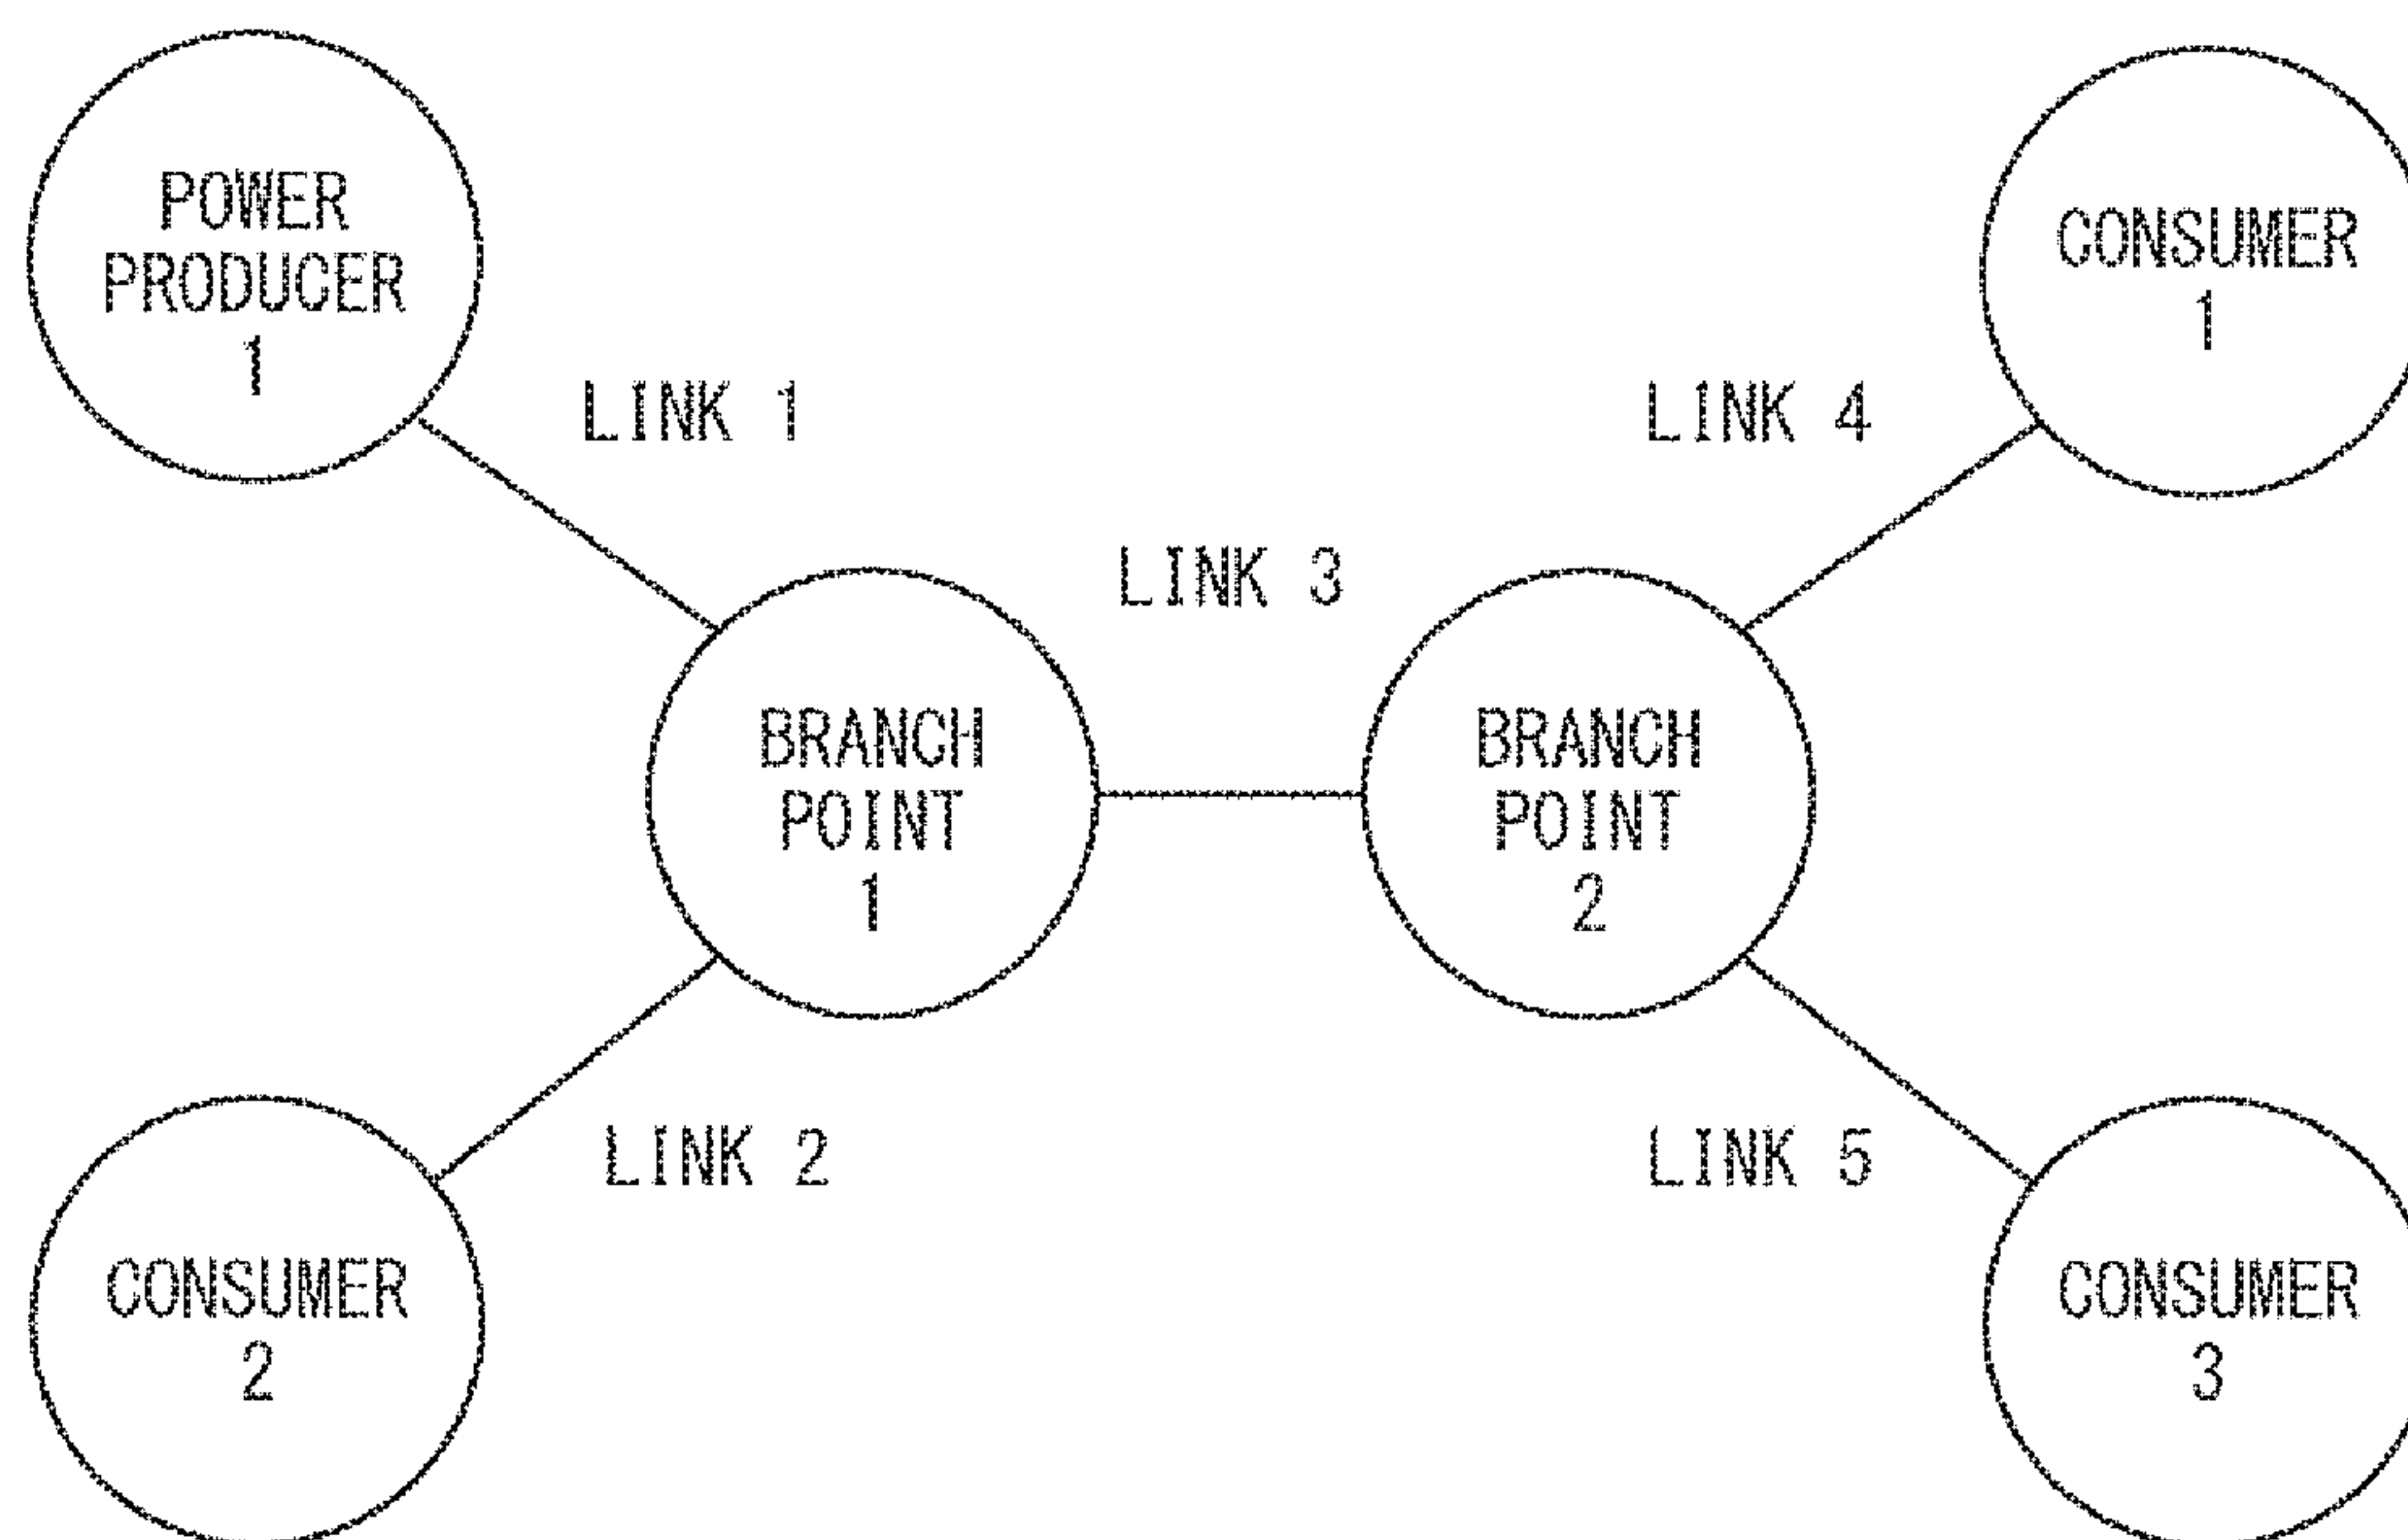 POWER
PRODUCER
1
CONSUMER
1
LINK 1
LINK 4
LINK 3
BRANCH
POINT
1
BRANCH
POINT
2
LINK 2
LINK 5
CONSUMER
2
CONSUMER
3